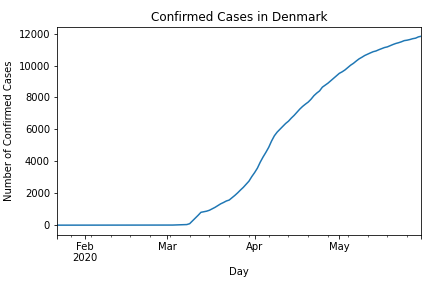 Confirmed Cases in Denmark
12000
10000
8000
6000
4000
2000
0
Number of Confirmed Cases
Feb
2020
Mar
Apr
May
Day